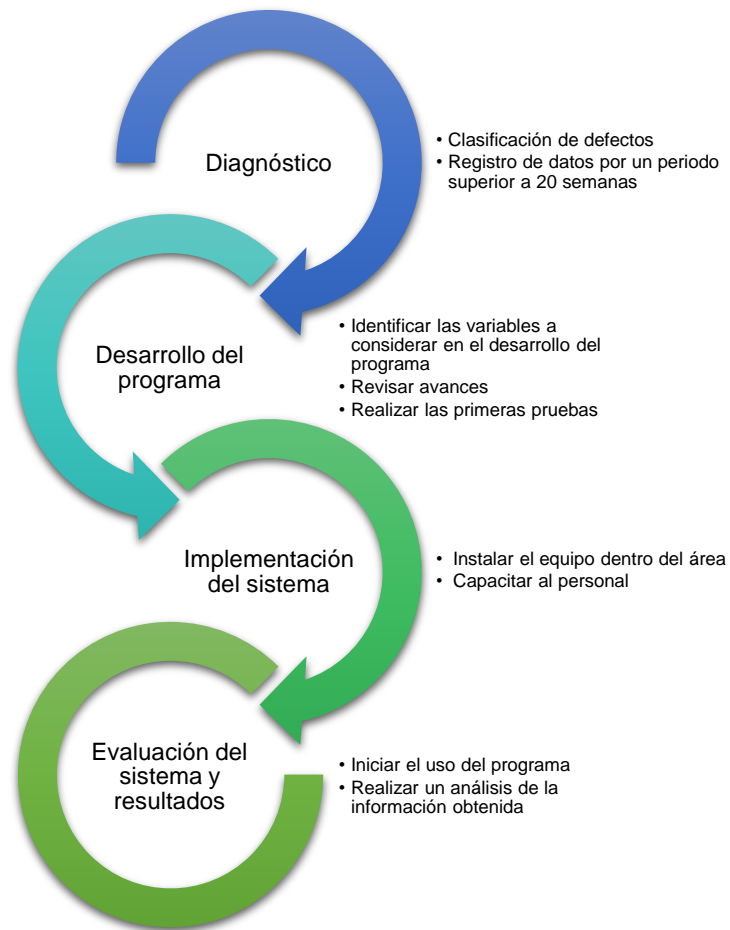 Diagnóstico
• Clasificación de defectos
• Registro de datos por un periodo
superior a 20 semanas
Desarrollo del
programa
• Identificar las variables a
considerar en el desarrollo del
programa
• Revisar avances
• Realizar las primeras pruebas
Implementación
del sistema
• Instalar el equipo dentro del área
• Capacitar al personal
Evaluación del
sistema y
resultados
• Iniciar el uso del programa
• Realizar un análisis de la
información obtenida